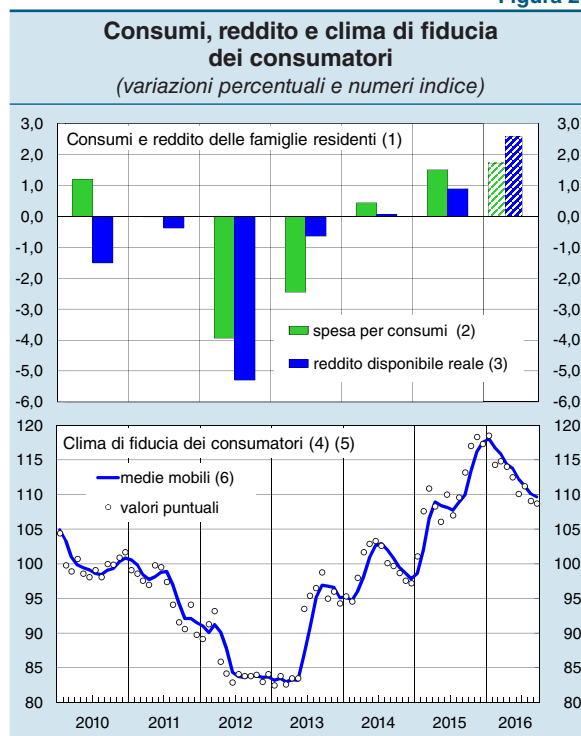 Figura 2
Consumi, reddito e clima di fiducia
dei consumatori
(variazioni percentuali e numeri indice)
3,0 3,0
Consumi e reddito delle famiglie residenti (1)
2,0 2,0
1,0 1,0
0,0 0,0
-1,0 -1,0
-2,0 -2,0
-3,0 -3,0
spesa per consumi (2)
-4,0 -4,0
reddito disponibile reale (3)
-5,0 -5,0
-6,0 -6,0
120 120
Clima di fiducia dei consumatori (4) (5)
115 115
medie mobili (6)
valori puntuali
110 110
105 105
100 100
95 95
90 90
85 85
80 80
2010 2011 2012 2013 2014 2015 2016